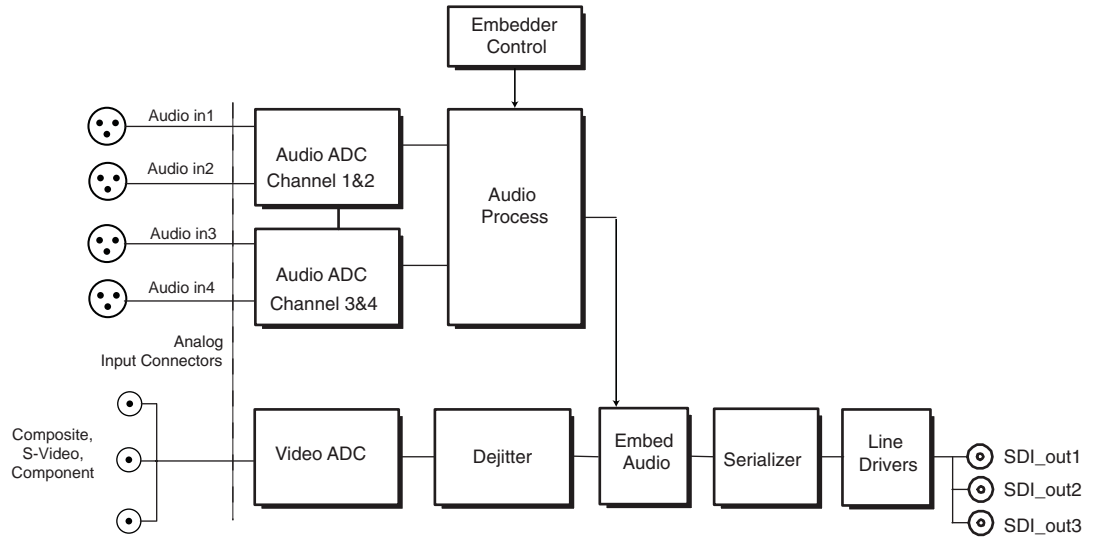 Embedder
Control
Audio in1
Audio in2
Audio in3
Audio in4
Audio ADC
Channel 1&2
Audio ADC
Channel 3&4
Audio
Process
Analog
Input Connectors
Composite,
S-Video,
Component
Video ADC
Dejitter
Embed
Audio
Serializer
Line
Drivers
SDI_out1
SDI_out2
SDI_out3